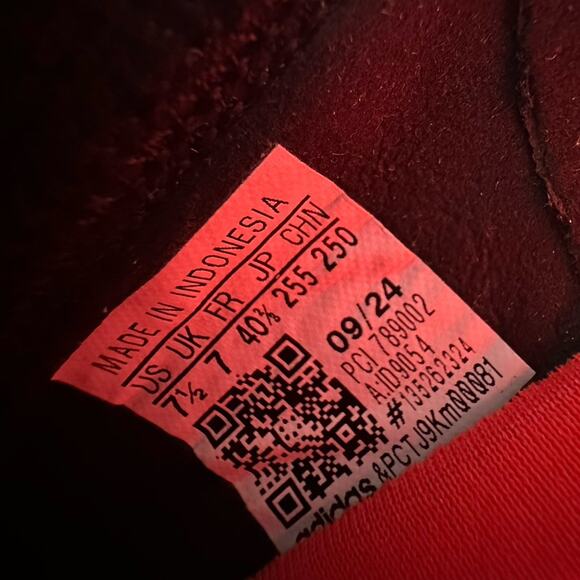 MADE IN INDONESIA
US UK FR JP CHN
7½ 7 40⅔ 255 250
09/24
PCI 789002
A:ID9054
#135262324
adidas &PCTJ9Km000081